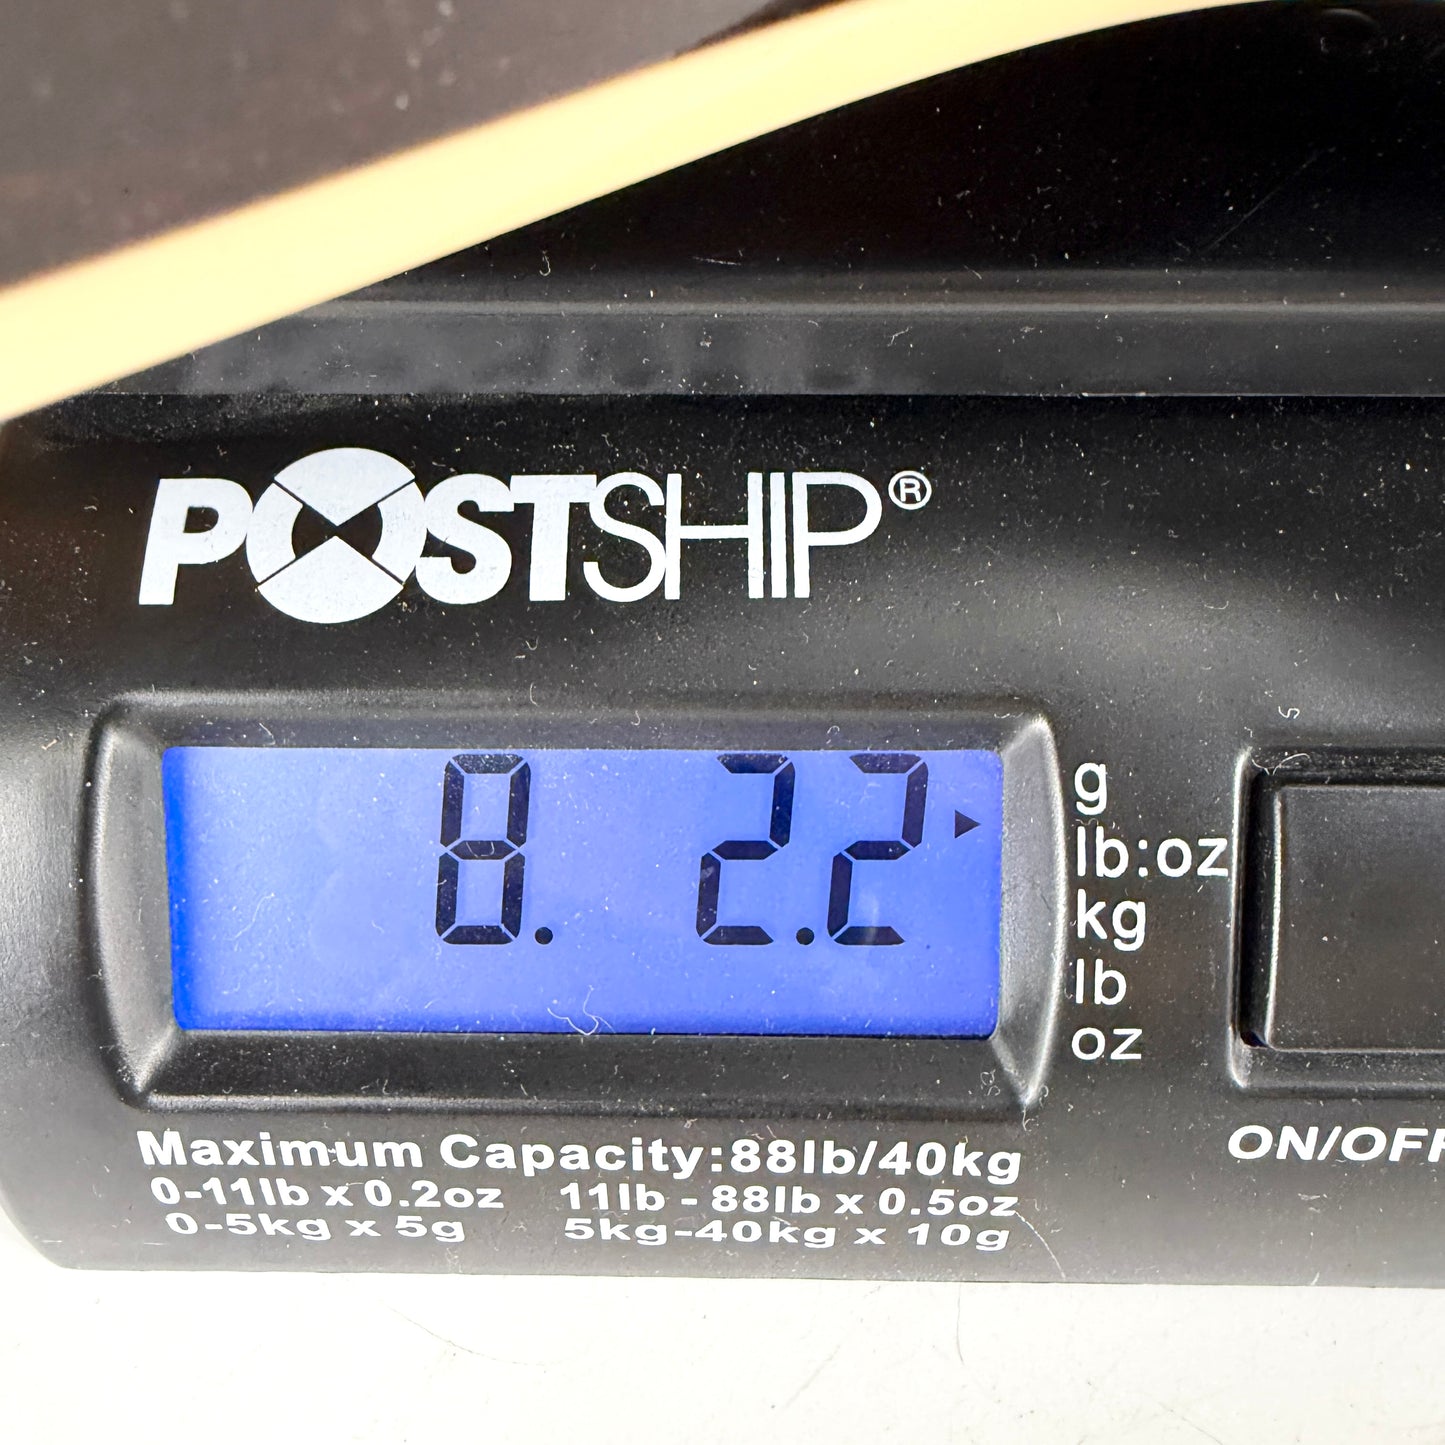 POSTSHIP®
8. 2.2
g
lb:oz
kg
lb
oz
ON/OFF
Maximum Capacity:88lb/40kg
0-11lb x 0.2oz 11lb - 88lb x 0.5oz
0-5kg x 5g 5kg-40kg x 10g